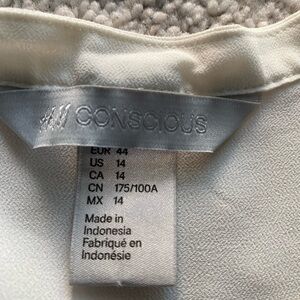 H&M CONSCIOUS
EUR 44
US 14
CA 14
CN 175/100A
MX 14
Made in
Indonesia
Fabriqué en
Indonésie